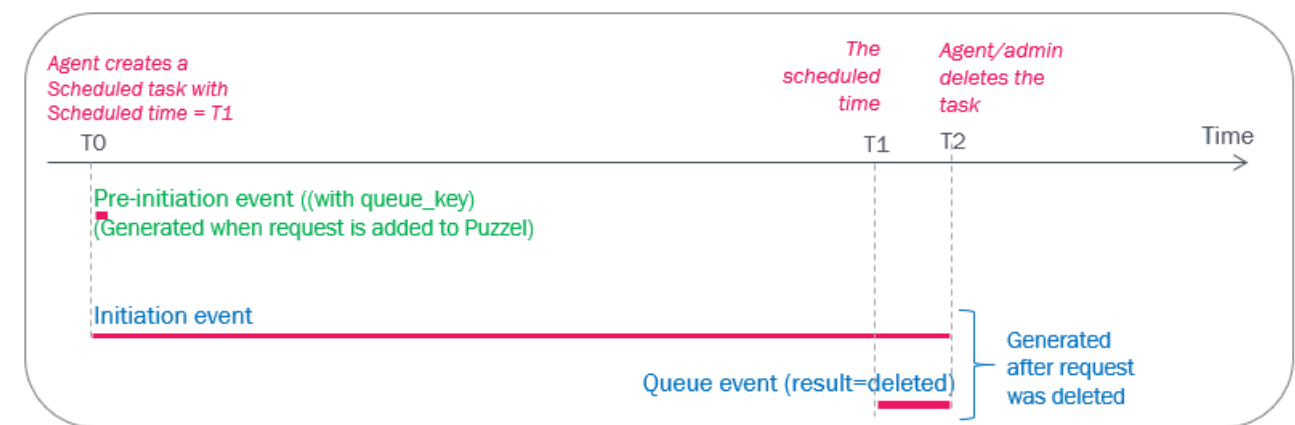 Agent creates a
Scheduled task with
Scheduled time = T1
The
scheduled
time
Agent/admin
deletes the
task
T0
T1
T2
Time
Pre-initiation event ((with queue_key)
(Generated when request is added to Puzzel)
Initiation event
Queue event (result=deleted)
Generated
after request
was deleted